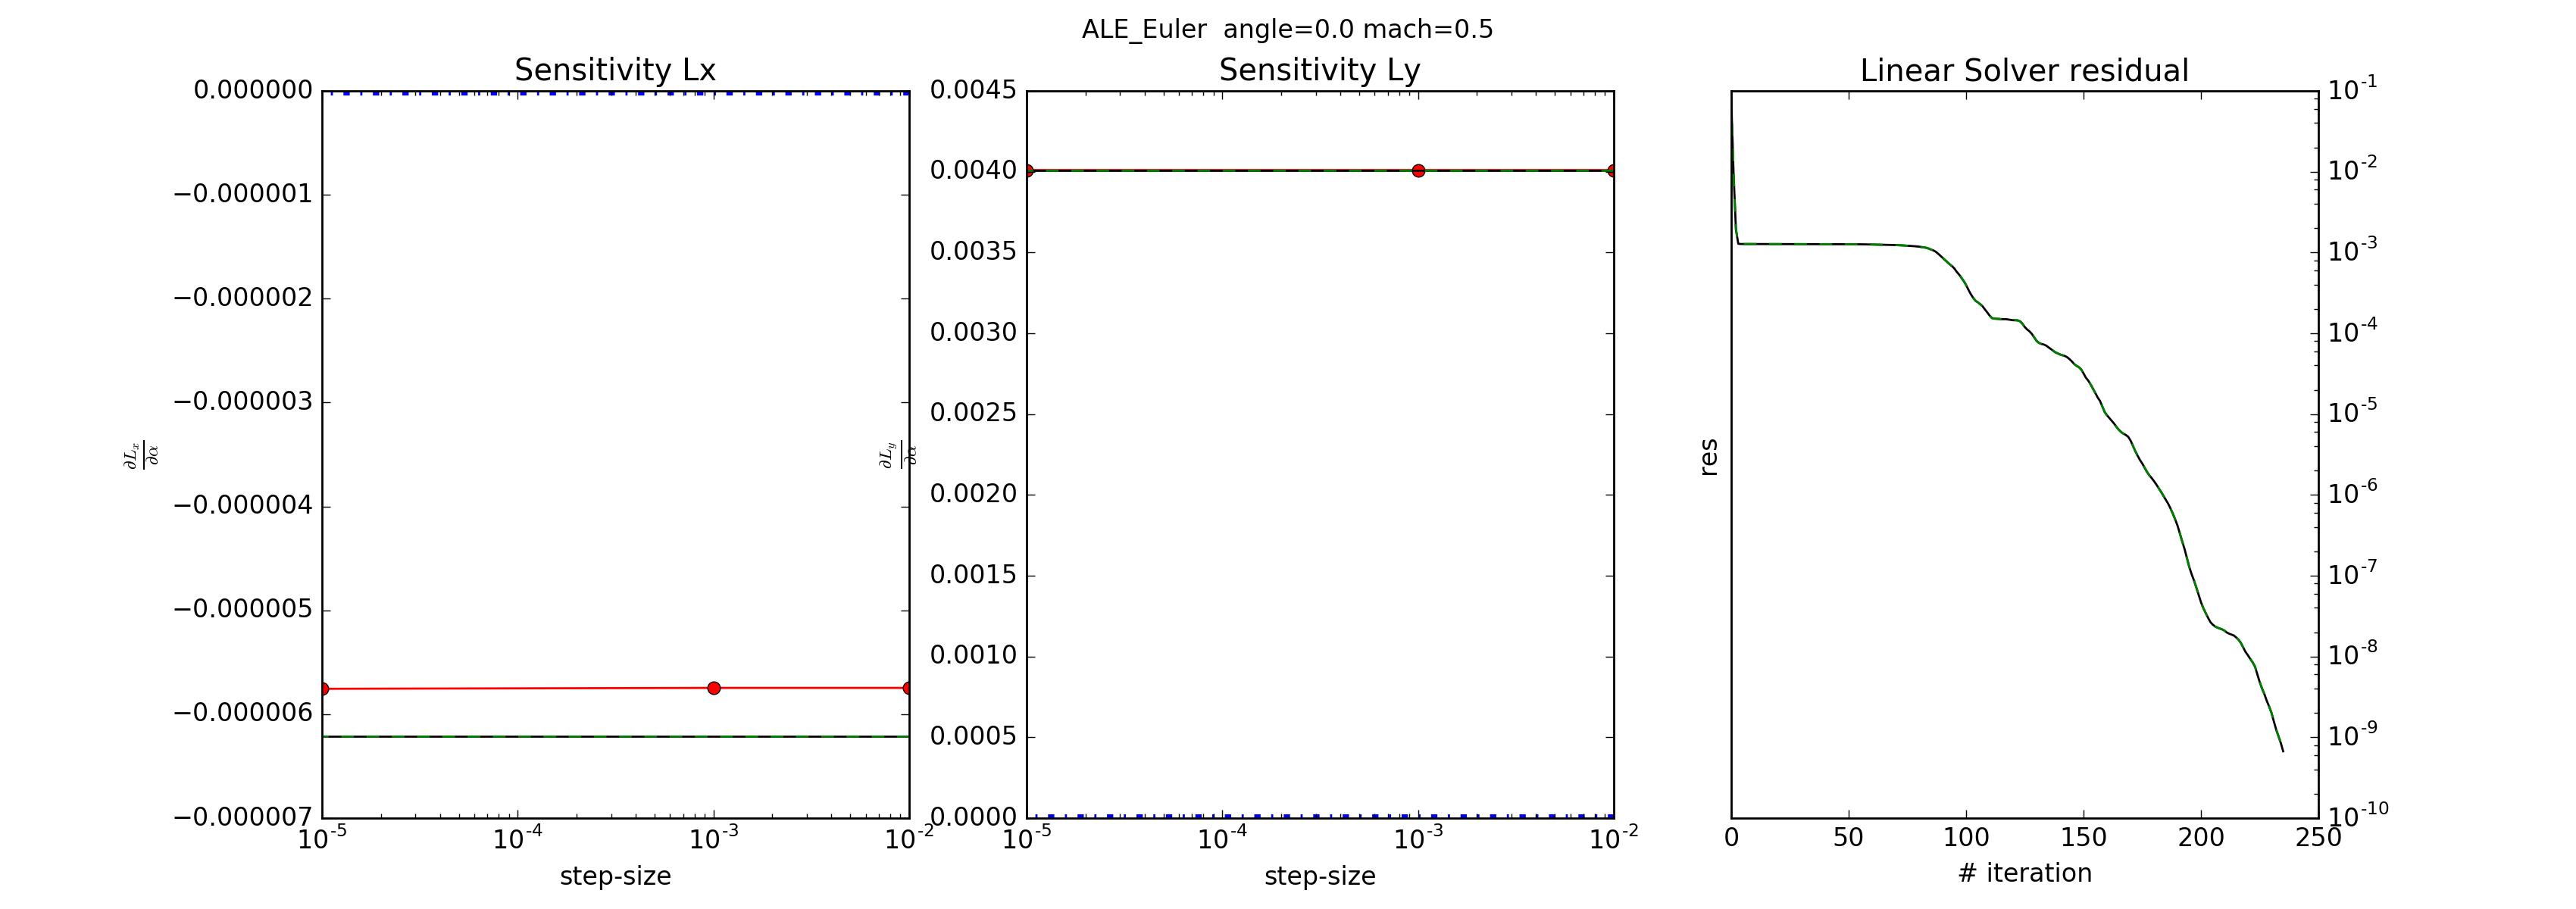 ALE_Euler  angle=0.0 mach=0.5
Sensitivity Lx
0.000000
−0.000001
−0.000002
−0.000003
−0.000004
−0.000005
−0.000006
−0.000007
∂Lx/∂α
10^-5 10^-4 10^-3 10^-2
step-size
Sensitivity Ly
0.0045
0.0040
0.0035
0.0030
0.0025
0.0020
0.0015
0.0010
0.0005
0.0000
∂Ly/∂α
10^-5 10^-4 10^-3 10^-2
step-size
Linear Solver residual
res
10^-1
10^-2
10^-3
10^-4
10^-5
10^-6
10^-7
10^-8
10^-9
10^-10
0 50 100 150 200 250
# iteration